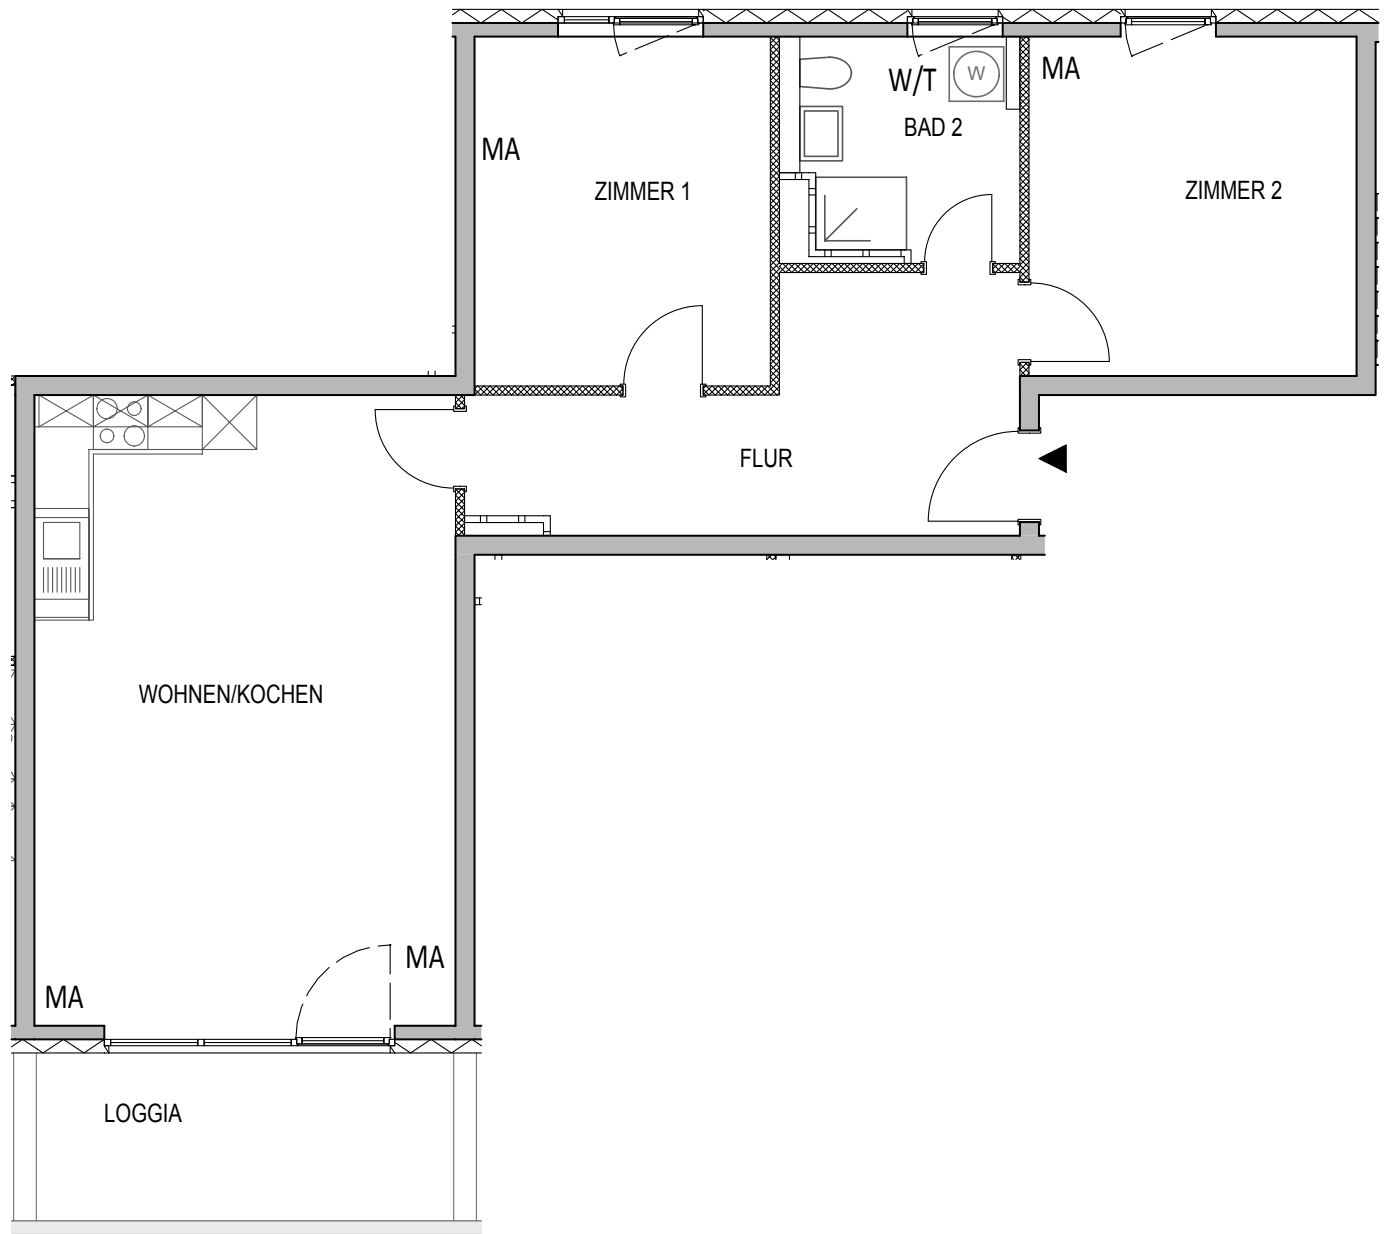 W/T
W
MA
BAD 2
MA
ZIMMER 1
ZIMMER 2
FLUR
WOHNEN/KOCHEN
MA
MA
LOGGIA